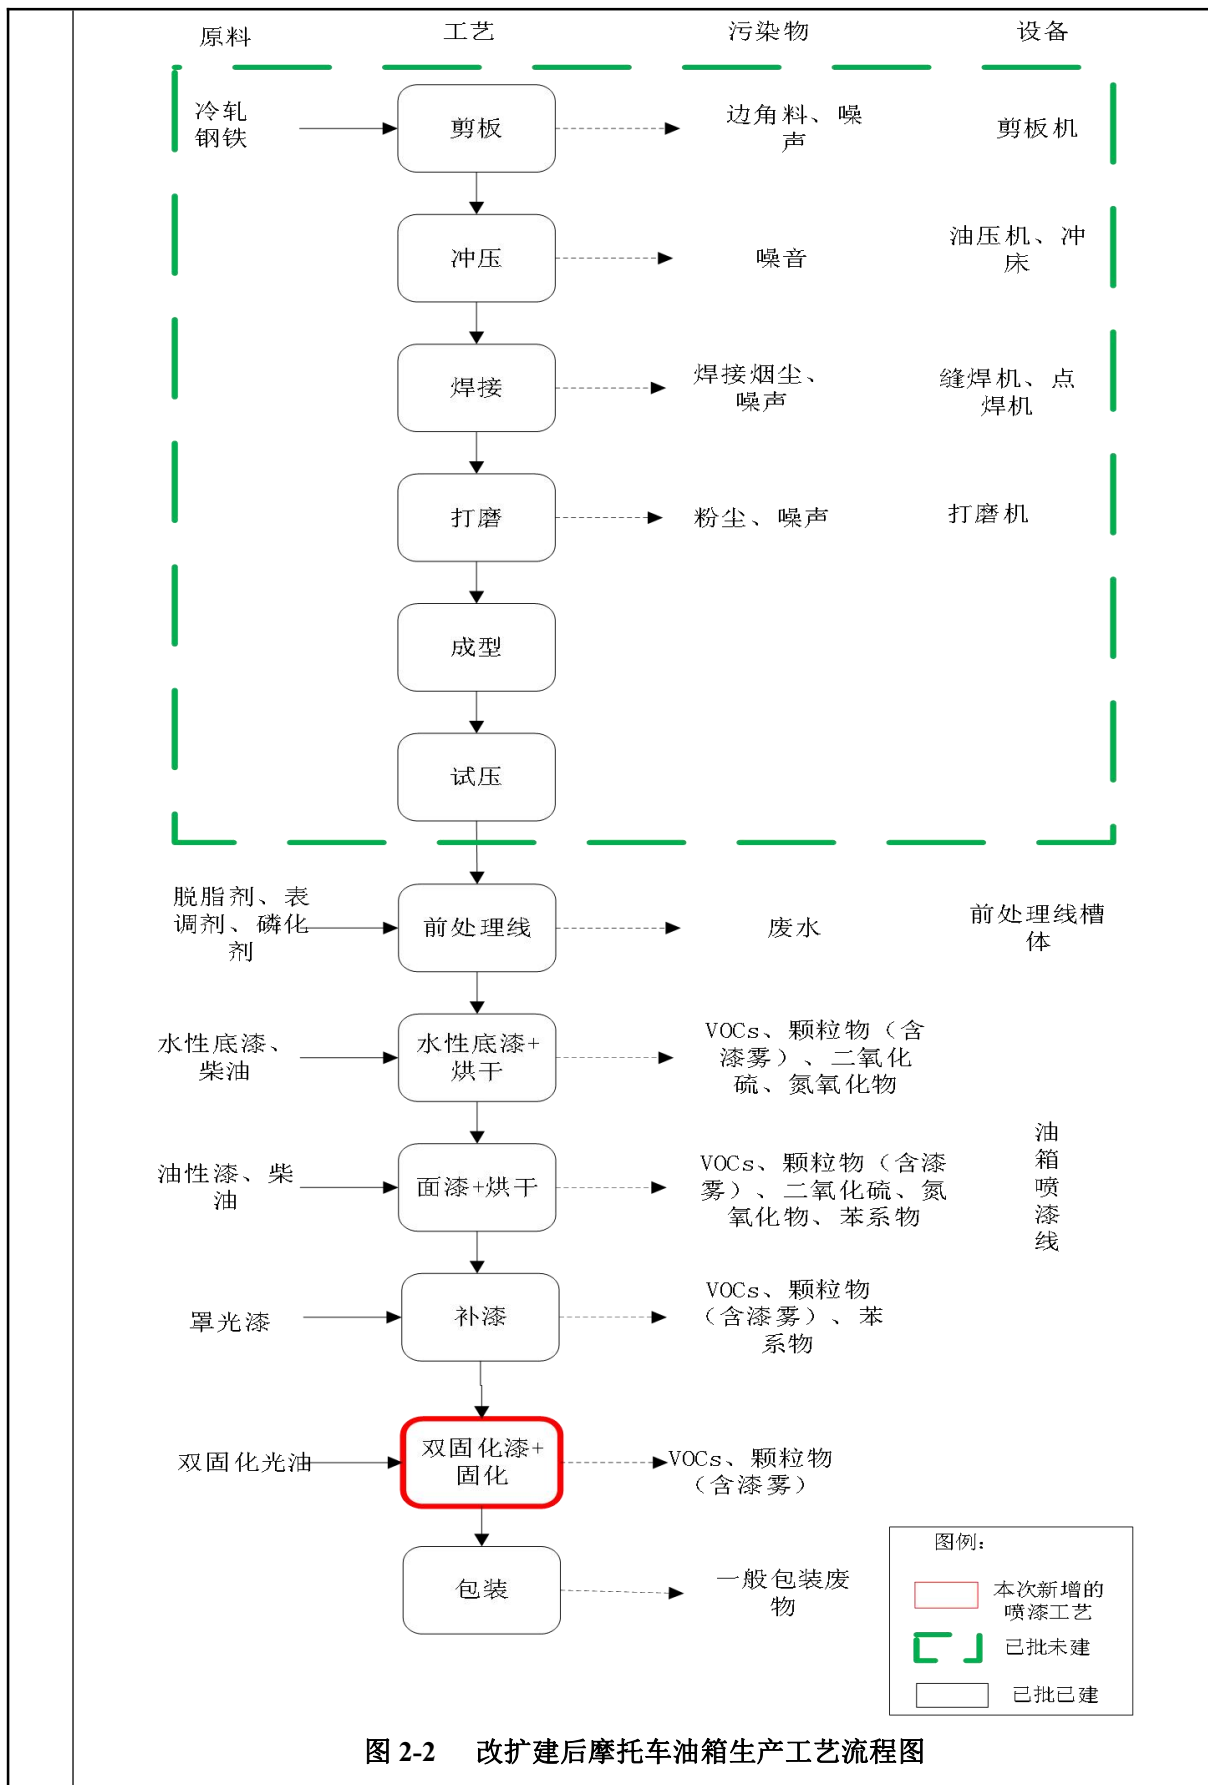 原料 工艺 污染物 设备
冷轧
钢铁
剪板
边角料、噪
声
剪板机
冲压
噪音
油压机、冲
床
焊接
焊接烟尘、
噪声
缝焊机、点
焊机
打磨
粉尘、噪声
打磨机
成型
试压
脱脂剂、表
调剂、磷化
剂
前处理线
废水
前处理线槽
体
水性底漆、
柴油
水性底漆+
烘干
VOCs、颗粒物（含
漆雾）、二氧化
硫、氮氧化物
油性漆、柴
油
面漆+烘干
VOCs、颗粒物（含漆
雾）、二氧化硫、氮
氧化物、苯系物
油
箱
喷
漆
线
罩光漆
补漆
VOCs、颗粒物
（含漆雾）、苯
系物
双固化光油
双固化漆+
固化
VOCs、颗粒物
（含漆雾）
包装
一般包装废
物
图例：
本次新增的
喷漆工艺
已批未建
已批已建
图 2-2 改扩建后摩托车油箱生产工艺流程图